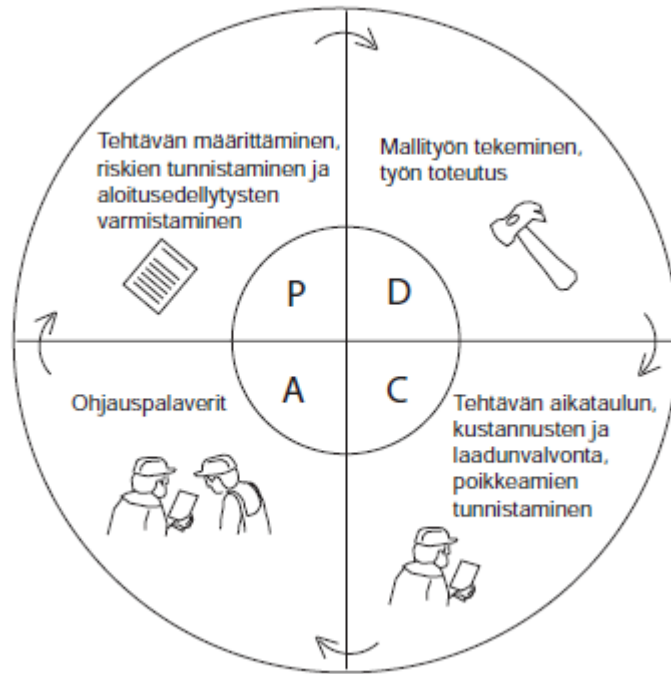 Tehtävän määrittäminen,
riskien tunnistaminen ja
aloitusedellytysten
varmistaminen
Mallityön tekeminen,
työn toteutus
P
D
A
C
Ohjauspalaverit
Tehtävän aikataulun,
kustannusten ja
laadunvalvonta,
poikkeamien
tunnistaminen